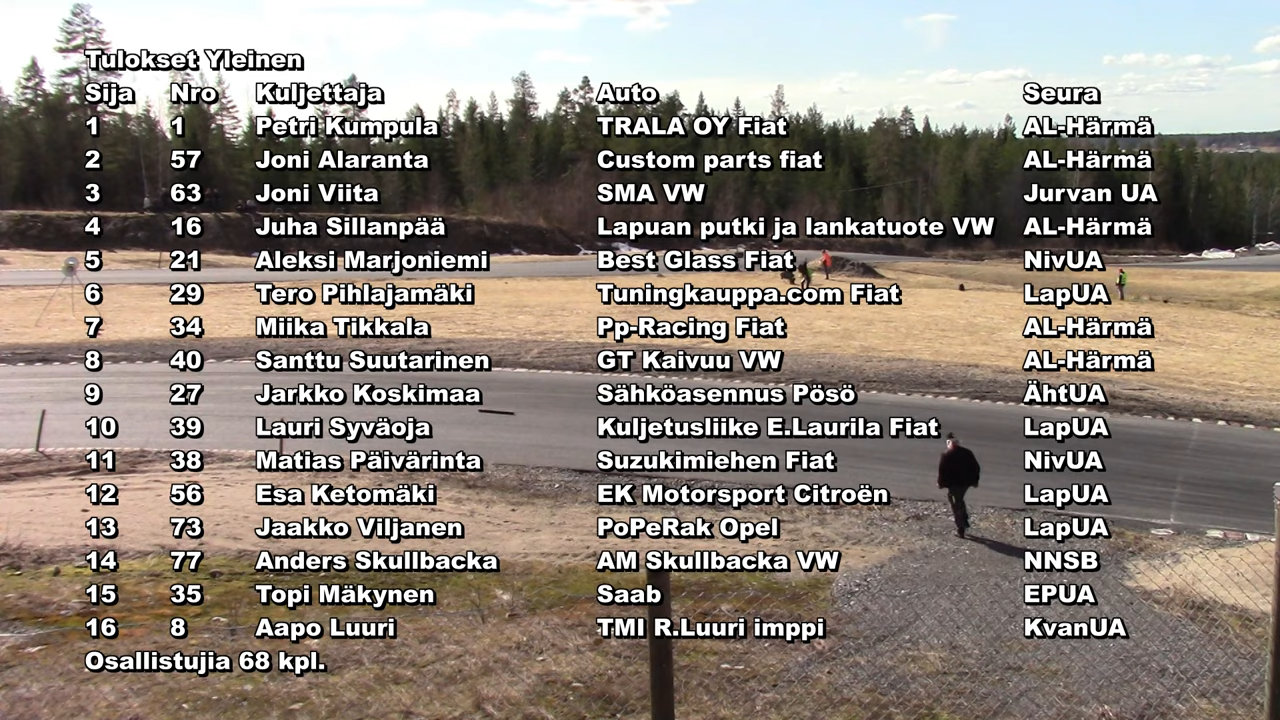 Tulokset Yleinen
Sija Nro Kuljettaja Auto Seura
1 1 Petri Kumpula TRALA OY Fiat AL-Härmä
2 57 Joni Alaranta Custom parts fiat AL-Härmä
3 63 Joni Viita SMA VW Jurvan UA
4 16 Juha Sillanpää Lapuan putki ja lankatuote VW AL-Härmä
5 21 Aleksi Marjoniemi Best Glass Fiat NivUA
6 29 Tero Pihlajamäki Tuningkauppa.com Fiat LapUA
7 34 Miika Tikkala Pp-Racing Fiat AL-Härmä
8 40 Santtu Suutarinen GT Kaivuu VW AL-Härmä
9 27 Jarkko Koskimaa Sähköasennus Pösö ÄhtUA
10 39 Lauri Syväoja Kuljetusliike E.Laurila Fiat LapUA
11 38 Matias Päivärinta Suzukimiehen Fiat NivUA
12 56 Esa Ketomäki EK Motorsport Citroën LapUA
13 73 Jaakko Viljanen PoPeRak Opel LapUA
14 77 Anders Skullbacka AM Skullbacka VW NNSB
15 35 Topi Mäkynen Saab EPUA
16 8 Aapo Luuri TMI R.Luuri imppi KvanUA
Osallistujia 68 kpl.